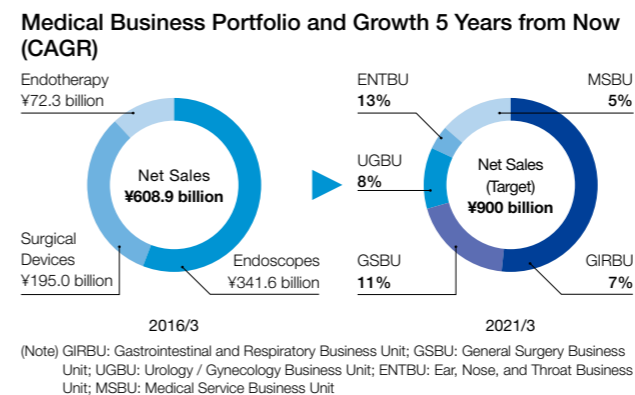 Medical Business Portfolio and Growth 5 Years from Now
(CAGR)
Endotherapy
¥72.3 billion
Net Sales
¥608.9 billion
Surgical
Devices
¥195.0 billion
Endoscopes
¥341.6 billion
2016/3
ENTBU
13%
MSBU
5%
UGBU
8%
Net Sales
(Target)
¥900 billion
GSBU
11%
GIRBU
7%
2021/3
(Note) GIRBU: Gastrointestinal and Respiratory Business Unit; GSBU: General Surgery Business
Unit; UGBU: Urology / Gynecology Business Unit; ENTBU: Ear, Nose, and Throat Business
Unit; MSBU: Medical Service Business Unit